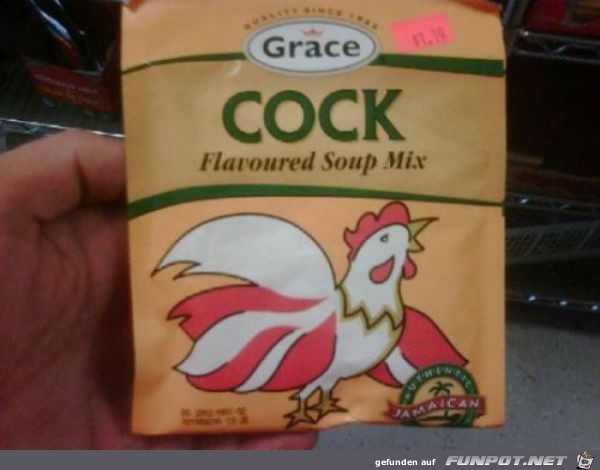 QUALITY SINCE 1922
Grace
$1.19
COCK
Flavoured Soup Mix
AUTHENTIC
JAMAICAN
gefunden auf FUNPOT.NET